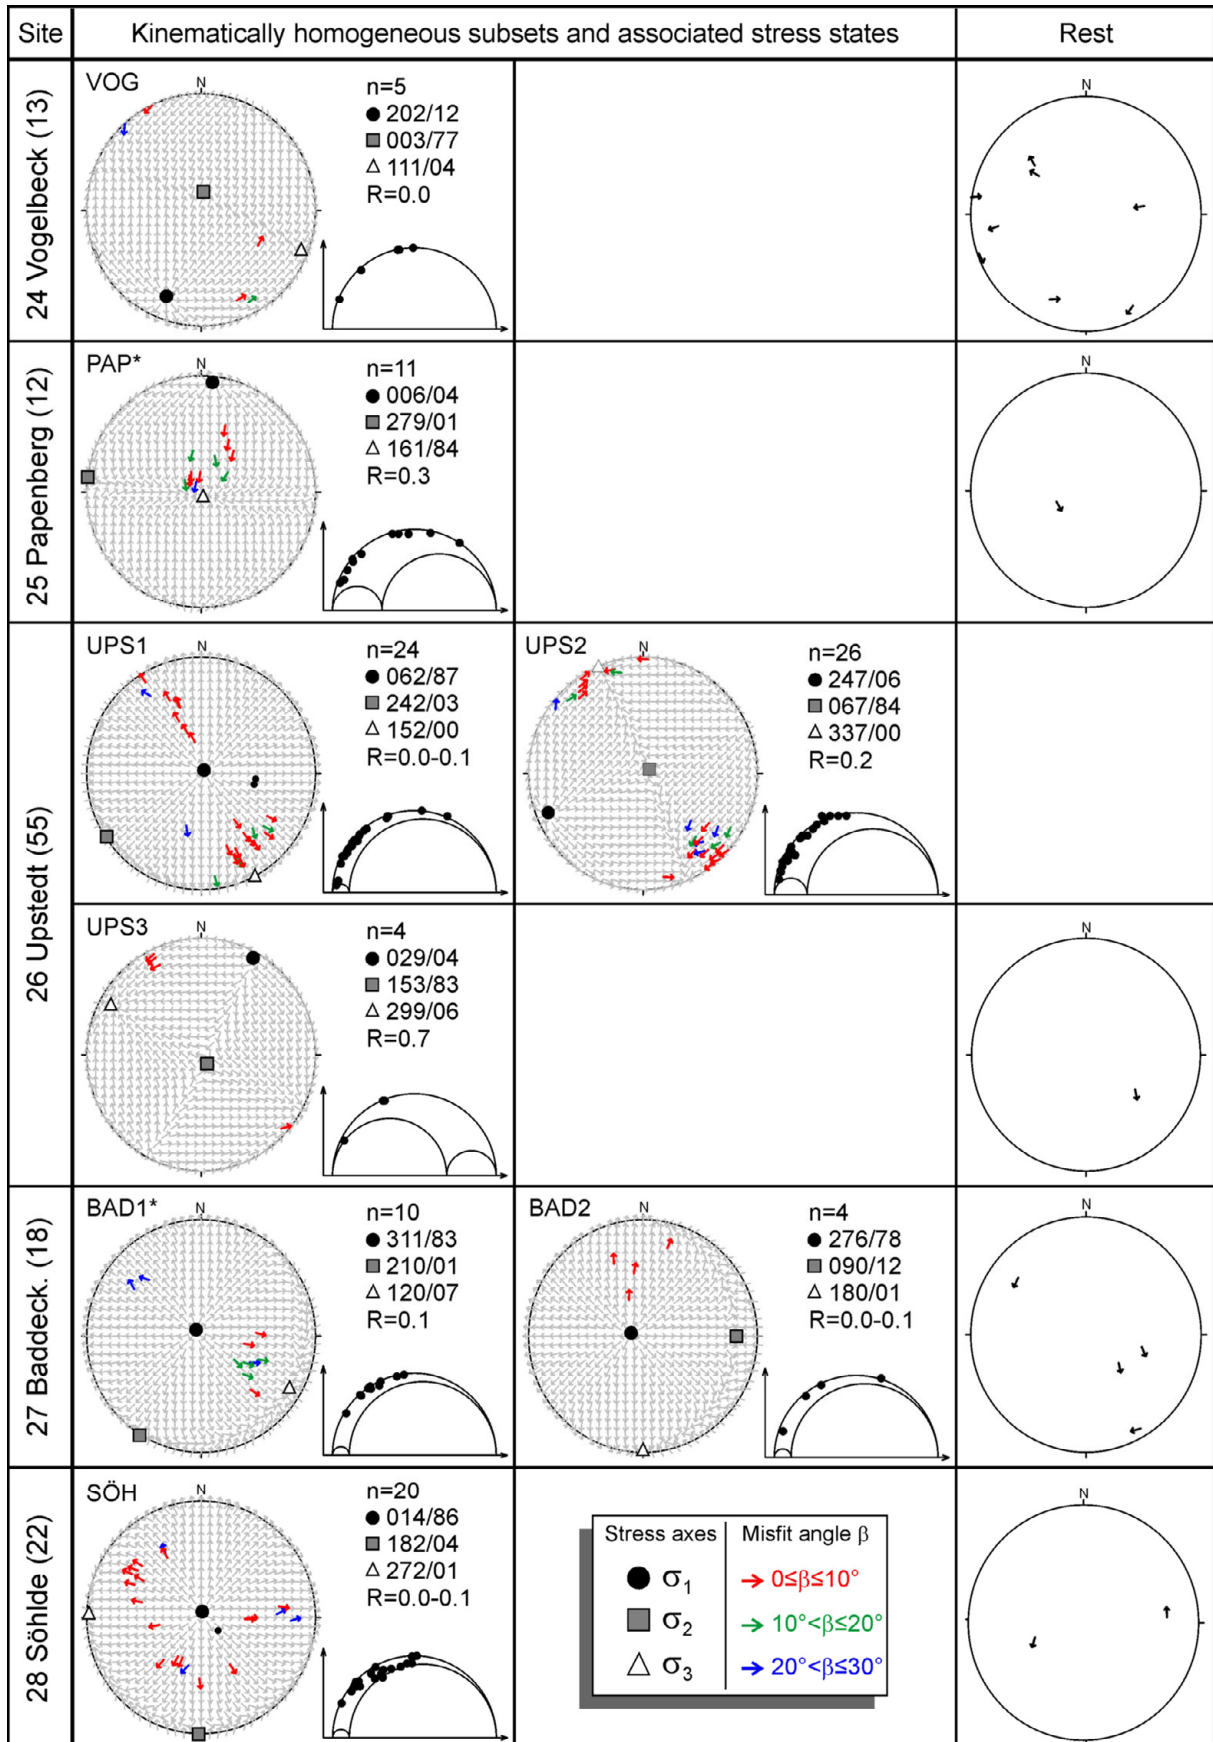 Site
Kinematically homogeneous subsets and associated stress states
Rest
24 Vogelbeck (13)
VOG
N
n=5
202/12
003/77
111/04
R=0.0
N
25 Papenberg (12)
PAP*
N
n=11
006/04
279/01
161/84
R=0.3
N
26 Upstedt (55)
UPS1
N
n=24
062/87
242/03
152/00
R=0.0-0.1
UPS2
N
n=26
247/06
067/84
337/00
R=0.2
UPS3
N
n=4
029/04
153/83
299/06
R=0.7
N
27 Baddeck. (18)
BAD1*
N
n=10
311/83
210/01
120/07
R=0.1
BAD2
N
n=4
276/78
090/12
180/01
R=0.0-0.1
N
28 Söhlde (22)
SÖH
N
n=20
014/86
182/04
272/01
R=0.0-0.1
Stress axes
Misfit angle β
σ1
0≤β≤10°
σ2
10°<β≤20°
σ3
20°<β≤30°
N